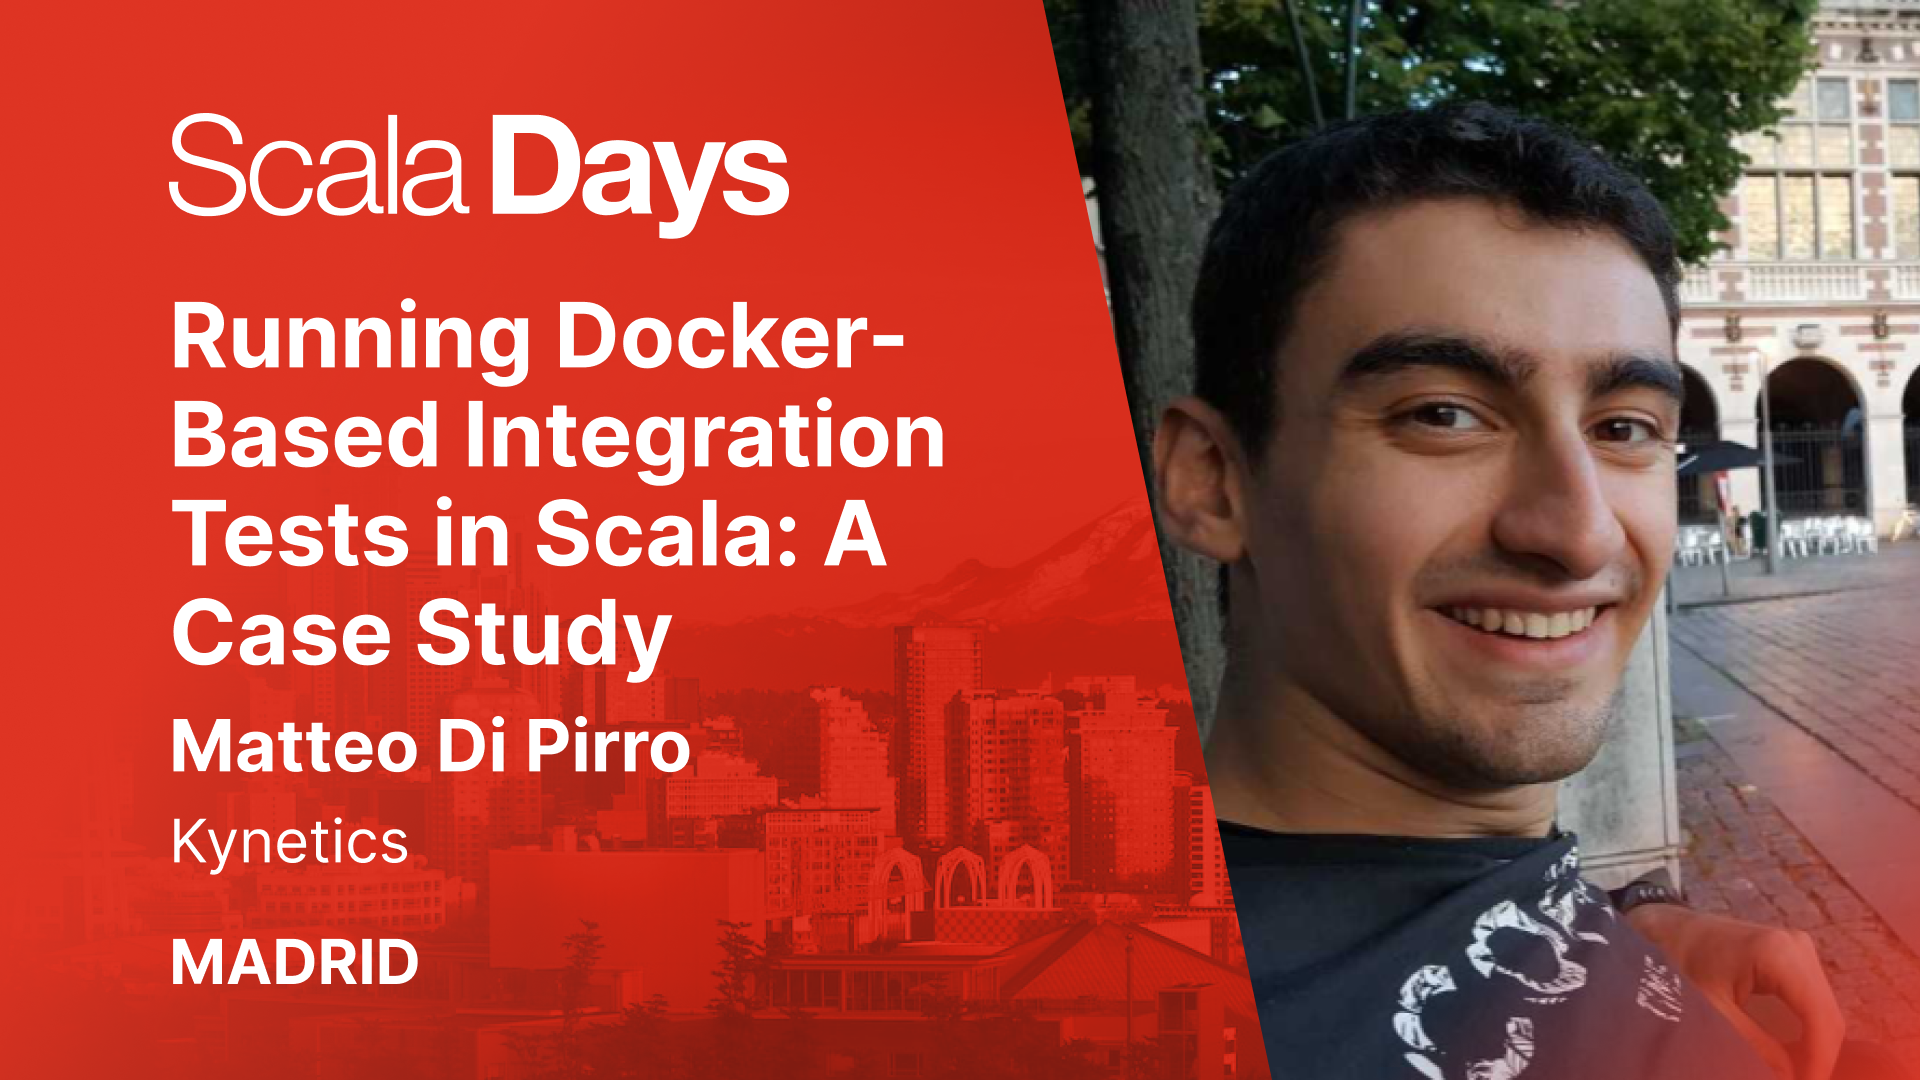 Scala Days
Running Docker-
Based Integration
Tests in Scala: A
Case Study
Matteo Di Pirro
Kynetics
MADRID